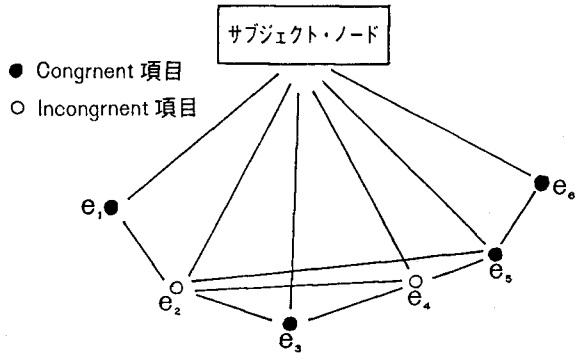 サブジェクト・ノード
● Congrnent 項目
○ Incongrnent 項目
e₁
e₆
e₅
e₂
e₄
e₃